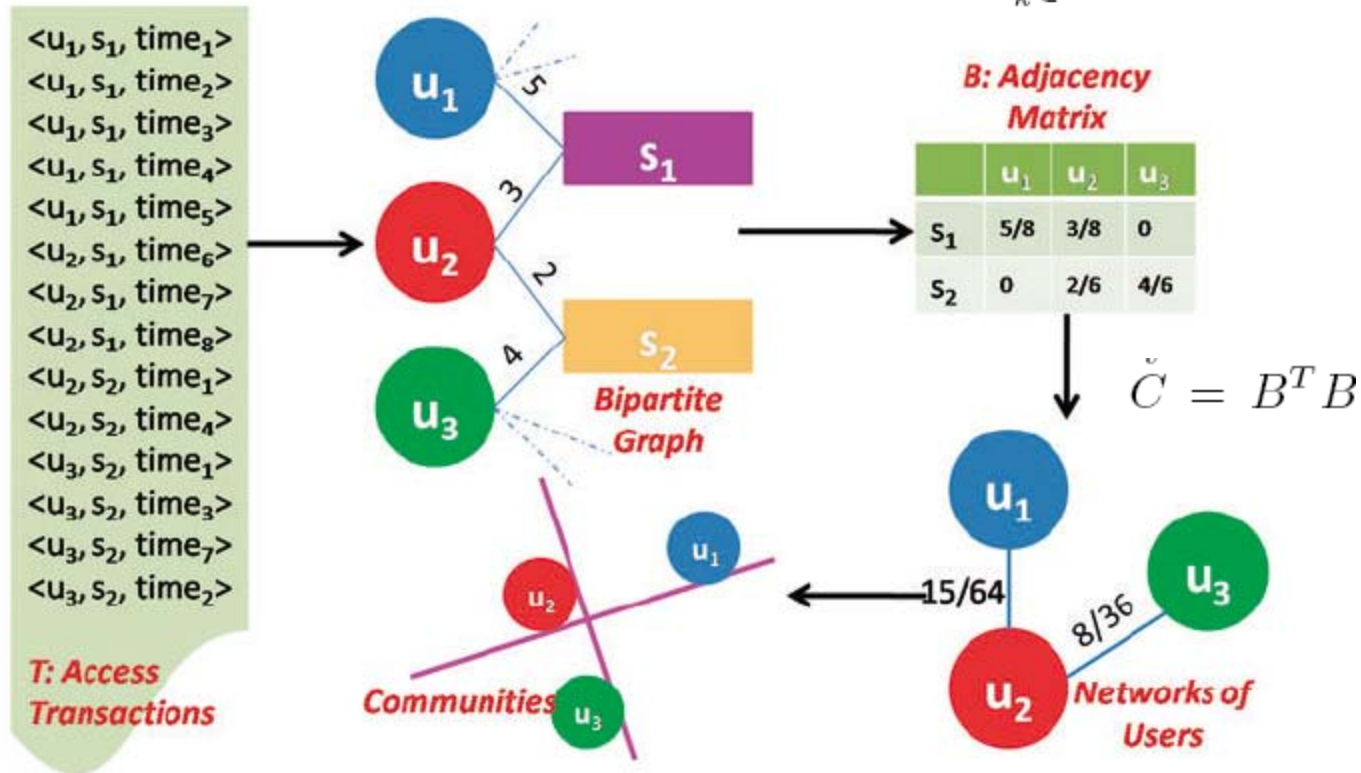 <u₁, s₁, time₁>
<u₁, s₁, time₂>
<u₁, s₁, time₃>
<u₁, s₁, time₄>
<u₁, s₁, time₅>
<u₂, s₁, time₆>
<u₂, s₁, time₇>
<u₂, s₁, time₈>
<u₂, s₂, time₁>
<u₂, s₂, time₄>
<u₃, s₂, time₁>
<u₃, s₂, time₃>
<u₃, s₂, time₇>
<u₃, s₂, time₂>
T: Access
Transactions
u₁
u₂
u₃
5
3
2
4
s₁
s₂
Bipartite
Graph
B: Adjacency
Matrix
u₁ u₂ u₃
s₁ 5/8 3/8 0
s₂ 0 2/6 4/6
C = Bᵀ B
u₁
15/64
u₂
8/36
u₃
Networks of
Users
u₁
u₂
u₃
Communities